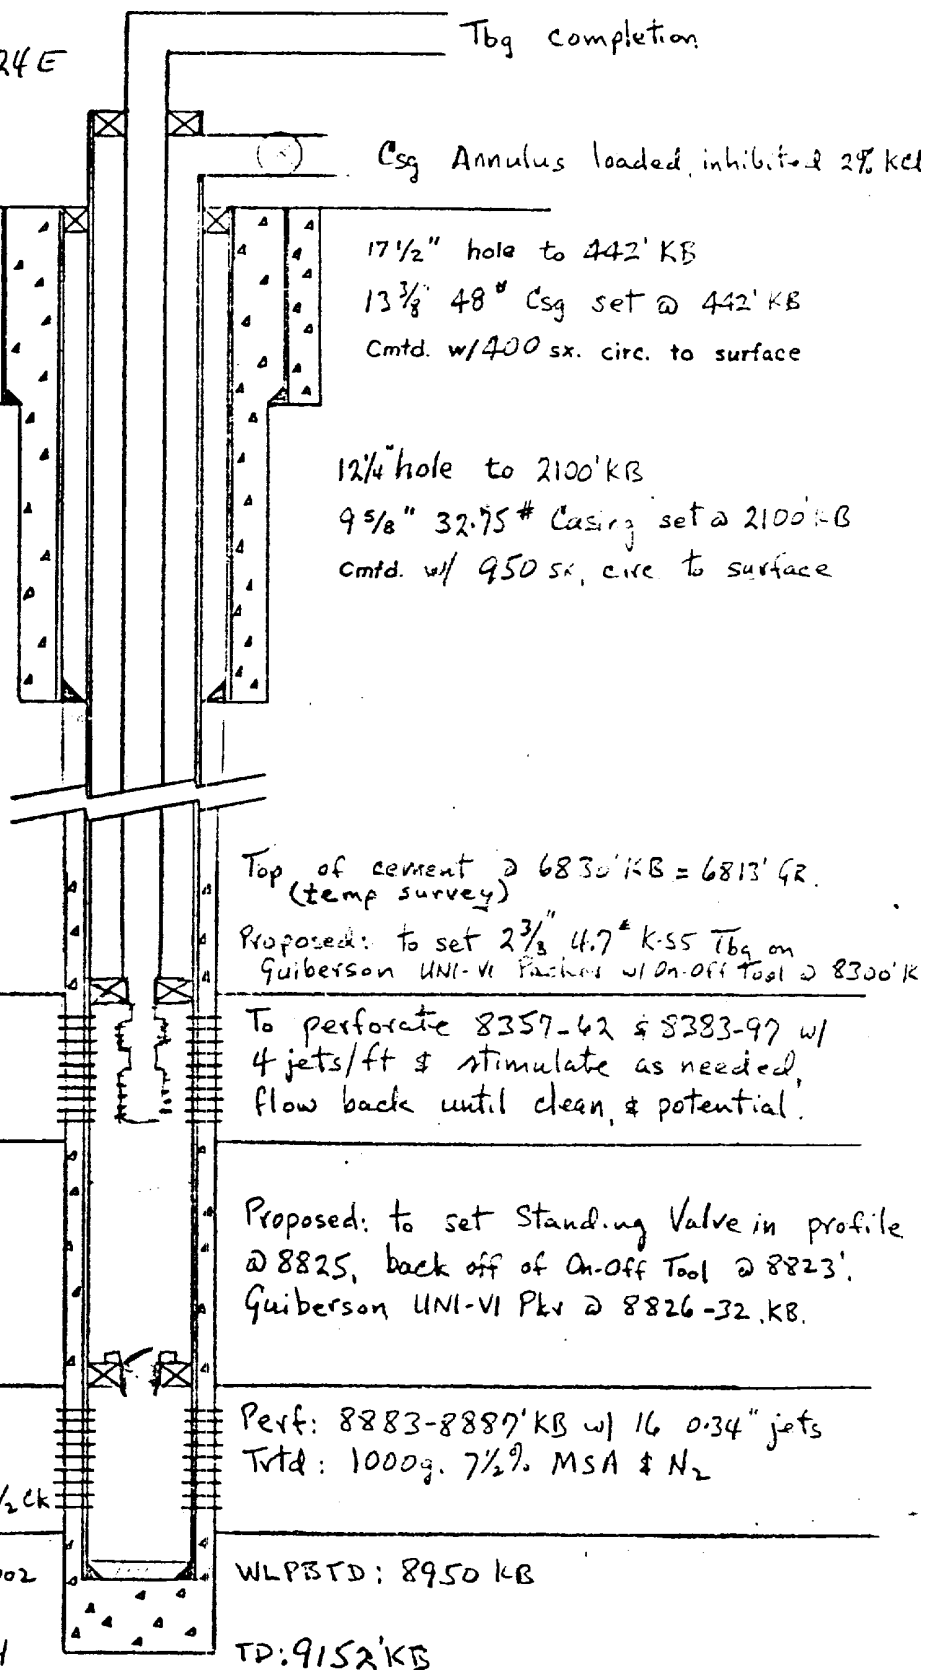 Tbg completion
24E
Csg Annulus loaded, inhibited 2% KCl
17 1/2" hole to 442' KB
13 3/8" 48# Csg set @ 442' KB
Cmtd. w/400 sx. circ. to surface
12 1/4" hole to 2100' KB
9 5/8" 32.75# Casing set @ 2100' KB
Cmtd. w/ 950 sx, circ to surface
Top of cement @ 6830' KB = 6813' GR.
(temp survey)
Proposed: to set 2 3/8" 4.7# K-55 Tbg on
Guiberson UNI-VI Packer w/ On-Off Tool @ 8300' K
To perforate 8357-62 & 8383-97 w/
4 jets/ft & stimulate as needed,
flow back until clean, & potential.
Proposed: to set Standing Valve in profile
@ 8825, back off of On-Off Tool @ 8823'.
Guiberson UNI-VI Pkr @ 8826-32 KB.
Perf: 8883-8887' KB w/ 16 0.34" jets
Trtd: 1000g. 7 1/2% MSA & N2
/2 Ck
002
WLPBTD: 8950 KB
TD: 9152' KB